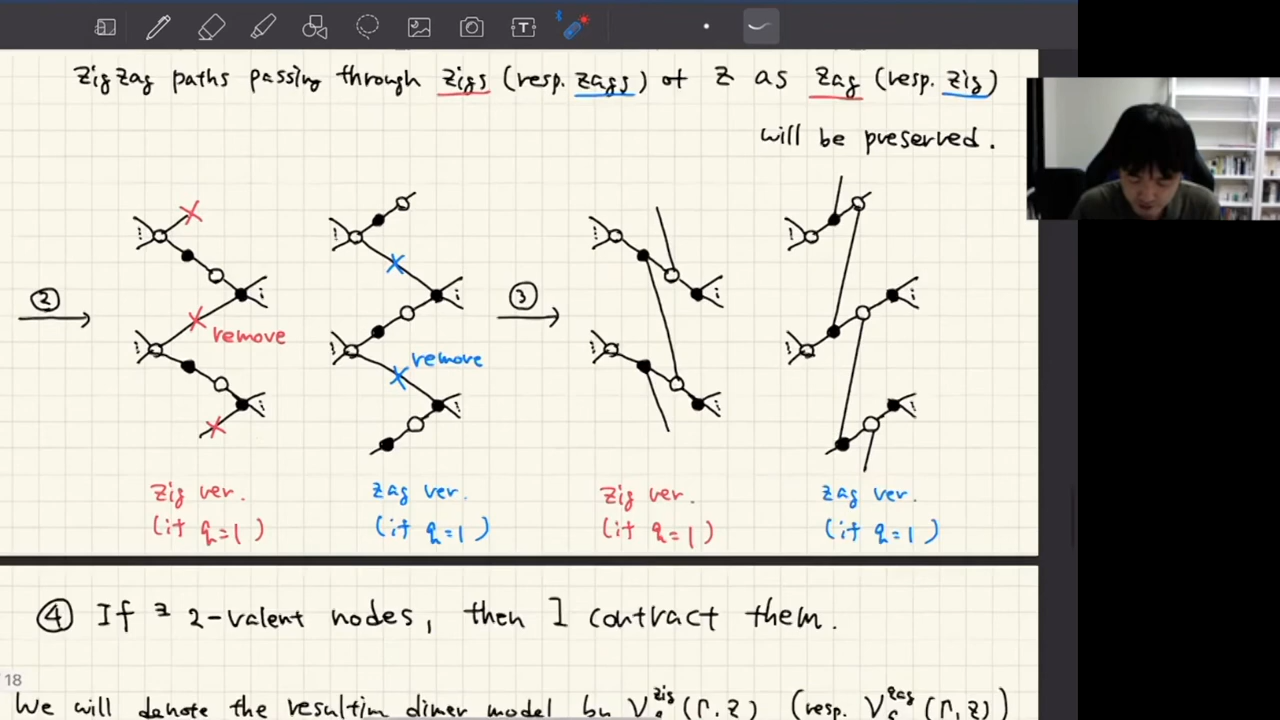 ZigZag paths passing through zigs (resp. zags) of Z as zag (resp. zig)
will be preserved.
②
remove
remove
③
zig ver.
(if q=1)
zag ver.
(if q=1)
zig ver.
(if q=1)
zag ver.
(if q=1)
④ If ∃ 2-valent nodes, then I contract them.
18
We will denote the resulting dimer model by (Γ, Z) (resp. (Γ, Z))